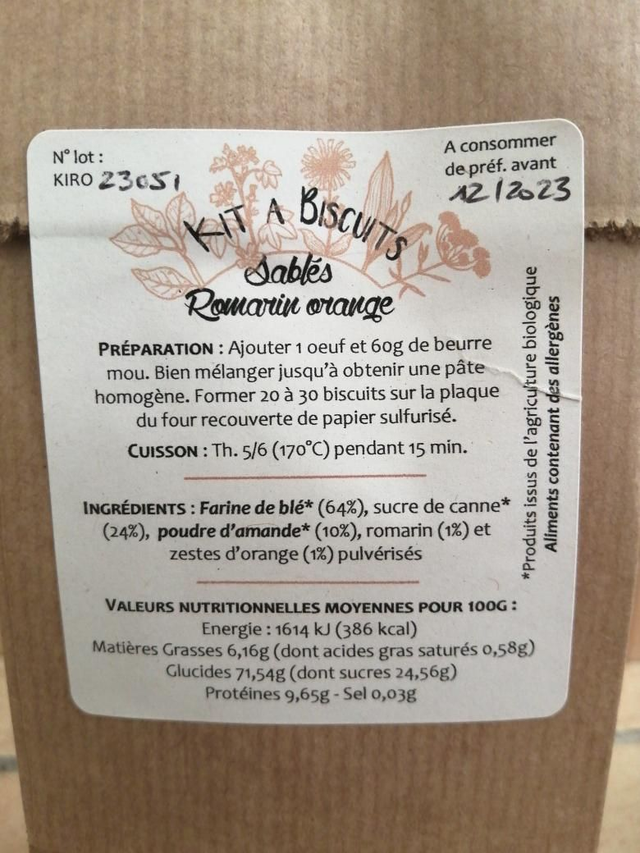 N° lot :
KIRO 23051
A consommer
de préf. avant
12/2023
KIT A BISCUITS
Sablés
Romarin orange
PRÉPARATION : Ajouter 1 oeuf et 60g de beurre
mou. Bien mélanger jusqu'à obtenir une pâte
homogène. Former 20 à 30 biscuits sur la plaque
du four recouverte de papier sulfurisé.
CUISSON : Th. 5/6 (170°C) pendant 15 min.
INGRÉDIENTS : Farine de blé* (64%), sucre de canne*
(24%), poudre d'amande* (10%), romarin (1%) et
zestes d'orange (1%) pulvérisés
VALEURS NUTRITIONNELLES MOYENNES POUR 100G :
Energie : 1614 kJ (386 kcal)
Matières Grasses 6,16g (dont acides gras saturés 0,58g)
Glucides 71,54g (dont sucres 24,56g)
Protéines 9,65g - Sel 0,03g
*Produits issus de l'agriculture biologique
Aliments contenant des allergènes